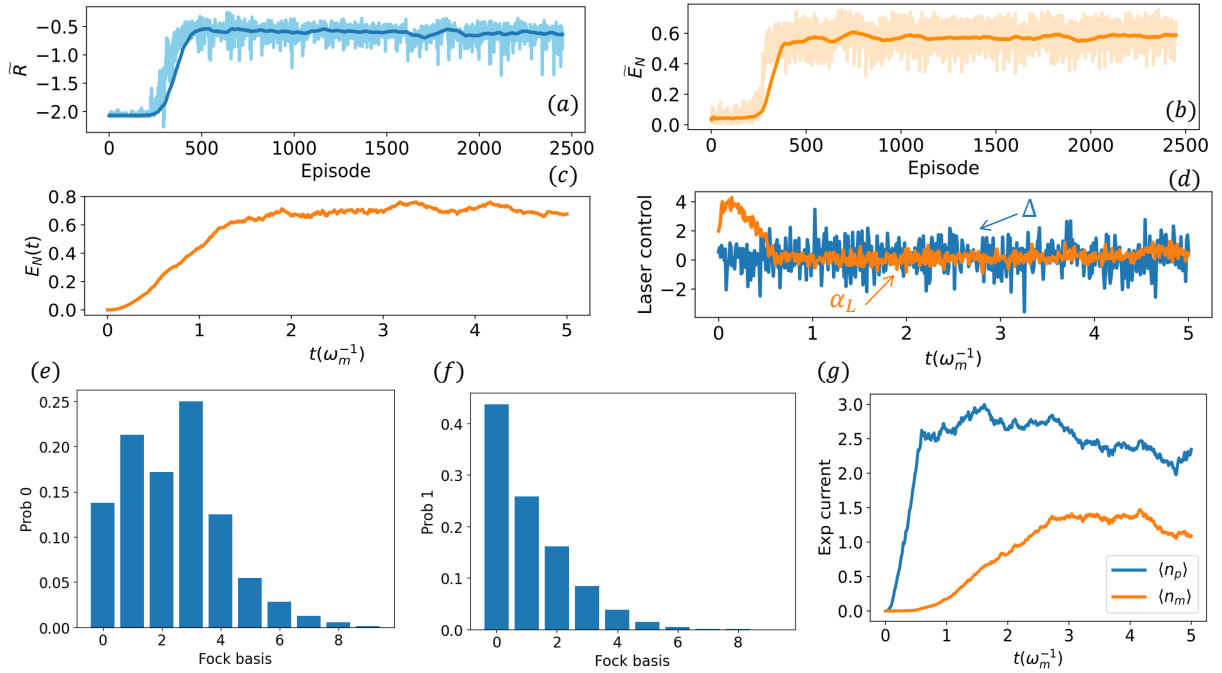 −0.5
−1.0
−1.5
−2.0
R̃
(a)
0 500 1000 1500 2000 2500
Episode
0.6
0.4
0.2
0.0
Ẽ_N
(b)
0 500 1000 1500 2000 2500
Episode
(c)
0.8
0.6
0.4
0.2
0.0
E_N(t)
0 1 2 3 4 5
t(ω_m^{-1})
(d)
4
2
0
−2
Laser control
Δ
α_L
0 1 2 3 4 5
t(ω_m^{-1})
(e)
0.25
0.20
0.15
0.10
0.05
0.00
Prob 0
0 2 4 6 8
Fock basis
(f)
0.4
0.3
0.2
0.1
0.0
Prob 1
0 2 4 6 8
Fock basis
(g)
3.0
2.5
2.0
1.5
1.0
0.5
0.0
Exp current
⟨n_p⟩
⟨n_m⟩
0 1 2 3 4 5
t(ω_m^{-1})